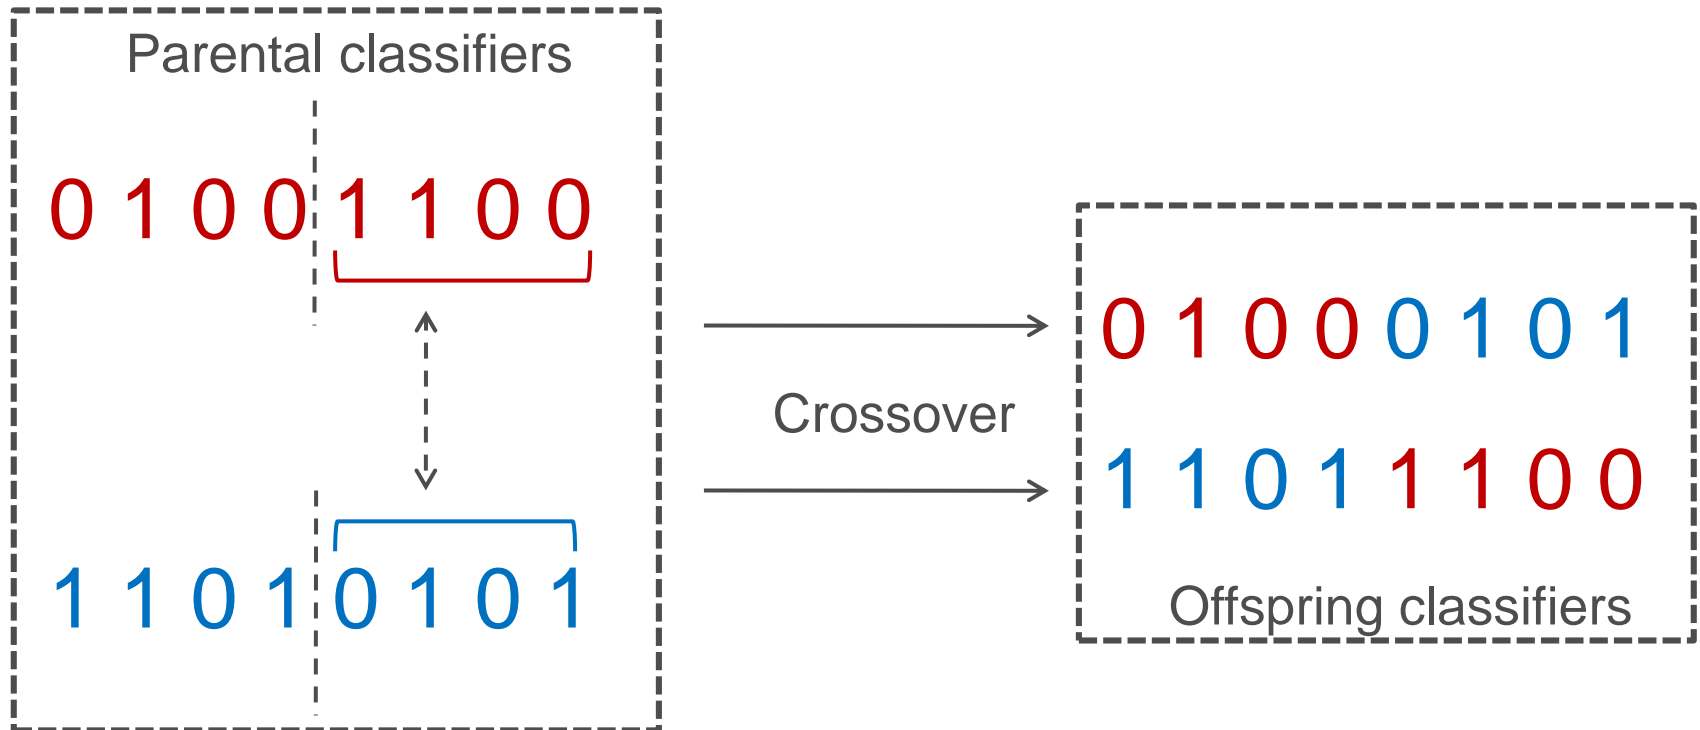 Parental classifiers
0 1 0 0 1 1 0 0
1 1 0 1 0 1 0 1
Crossover
0 1 0 0 0 1 0 1
1 1 0 1 1 1 0 0
Offspring classifiers